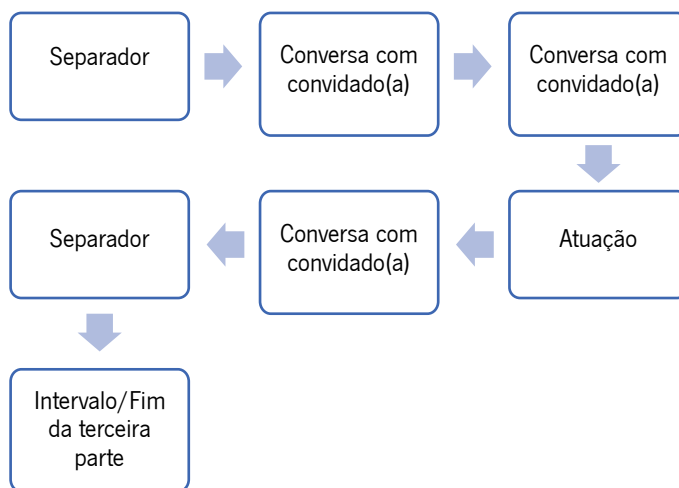 Separador
Conversa com
convidado(a)
Conversa com
convidado(a)
Atuação
Conversa com
convidado(a)
Separador
Intervalo/Fim
da terceira
parte